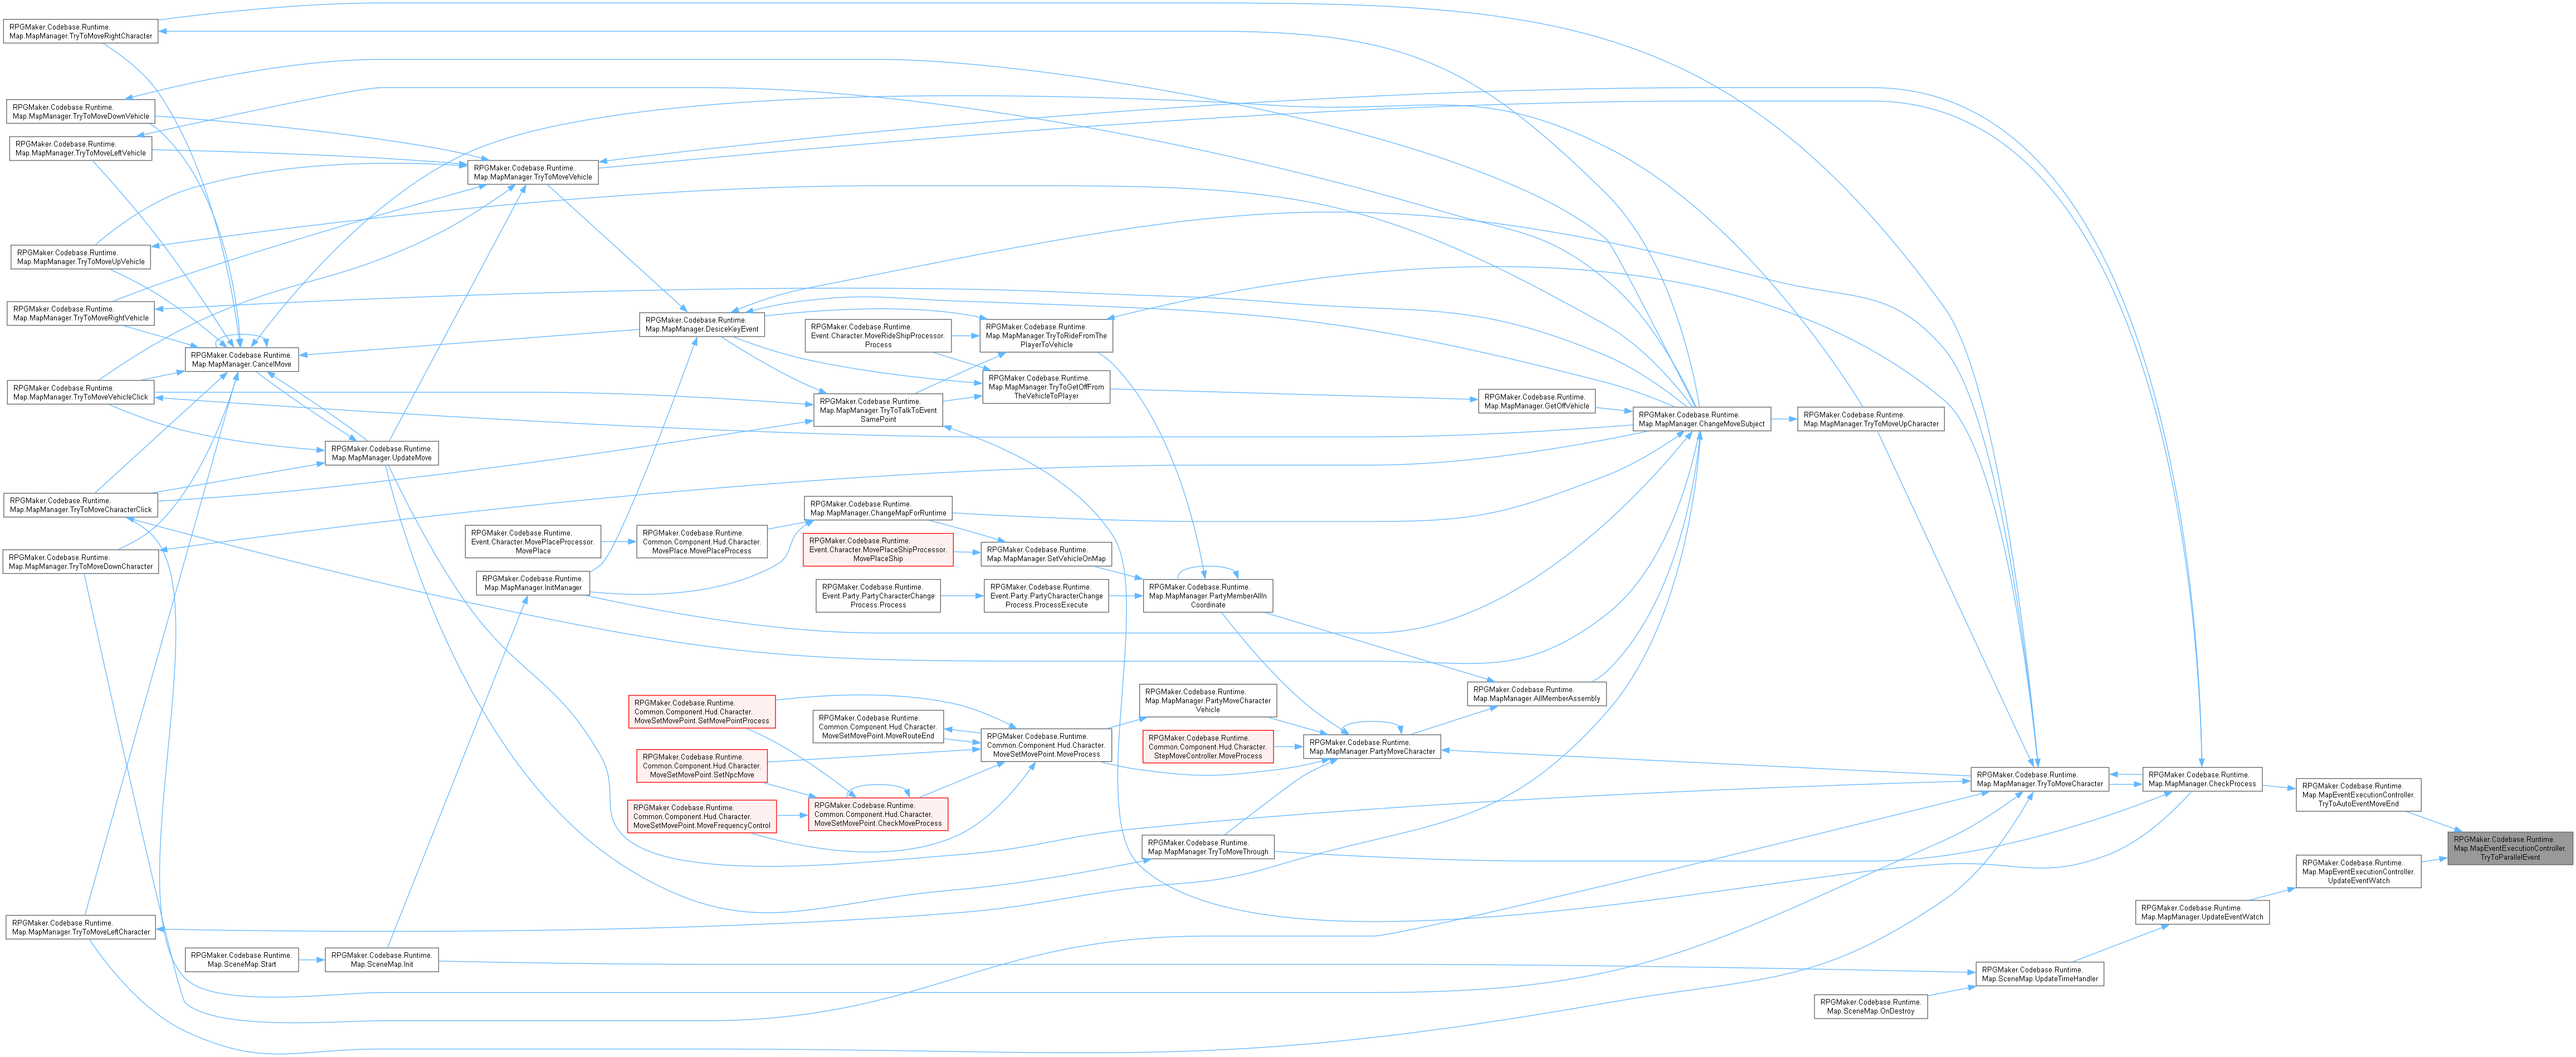 RPGMaker.Codebase.Runtime.
Map.MapManager.TryToMoveRightCharacter
RPGMaker.Codebase.Runtime.
Map.MapManager.TryToMoveDownVehicle
RPGMaker.Codebase.Runtime.
Map.MapManager.TryToMoveLeftVehicle
RPGMaker.Codebase.Runtime.
Map.MapManager.TryToMoveUpVehicle
RPGMaker.Codebase.Runtime.
Map.MapManager.TryToMoveRightVehicle
RPGMaker.Codebase.Runtime.
Map.MapManager.TryToMoveVehicleClick
RPGMaker.Codebase.Runtime.
Map.MapManager.TryToMoveCharacterClick
RPGMaker.Codebase.Runtime.
Map.MapManager.TryToMoveDownCharacter
RPGMaker.Codebase.Runtime.
Map.MapManager.TryToMoveLeftCharacter
RPGMaker.Codebase.Runtime.
Map.MapManager.CancelMove
RPGMaker.Codebase.Runtime.
Map.SceneMap.Start
RPGMaker.Codebase.Runtime.
Map.MapManager.UpdateMove
RPGMaker.Codebase.Runtime.
Map.SceneMap.Init
RPGMaker.Codebase.Runtime.
Map.MapManager.TryToMoveVehicle
RPGMaker.Codebase.Runtime.
Event.Character.MovePlaceProcessor.
MovePlace
RPGMaker.Codebase.Runtime.
Map.MapManager.InitManager
RPGMaker.Codebase.Runtime.
Map.MapManager.DesiceKeyEvent
RPGMaker.Codebase.Runtime.
Common.Component.Hud.Character.
MovePlace.MovePlaceProcess
RPGMaker.Codebase.Runtime.
Common.Component.Hud.Character.
MoveSetMovePoint.SetMovePointProcess
RPGMaker.Codebase.Runtime.
Common.Component.Hud.Character.
MoveSetMovePoint.SetNpcMove
RPGMaker.Codebase.Runtime.
Common.Component.Hud.Character.
MoveSetMovePoint.MoveFrequencyControl
RPGMaker.Codebase.Runtime.
Event.Character.MoveRideShipProcessor.
Process
RPGMaker.Codebase.Runtime.
Map.MapManager.TryToTalkToEvent
SamePoint
RPGMaker.Codebase.Runtime.
Map.MapManager.ChangeMapForRuntime
RPGMaker.Codebase.Runtime.
Event.Character.MovePlaceShipProcessor.
MovePlaceShip
RPGMaker.Codebase.Runtime.
Event.Party.PartyCharacterChange
Process.Process
RPGMaker.Codebase.Runtime.
Common.Component.Hud.Character.
MoveSetMovePoint.MoveRouteEnd
RPGMaker.Codebase.Runtime.
Common.Component.Hud.Character.
MoveSetMovePoint.CheckMoveProcess
RPGMaker.Codebase.Runtime.
Map.MapManager.TryToRideFromThe
PlayerToVehicle
RPGMaker.Codebase.Runtime.
Map.MapManager.TryToGetOffFrom
TheVehicleToPlayer
RPGMaker.Codebase.Runtime.
Map.MapManager.SetVehicleOnMap
RPGMaker.Codebase.Runtime.
Event.Party.PartyCharacterChange
Process.ProcessExecute
RPGMaker.Codebase.Runtime.
Common.Component.Hud.Character.
MoveSetMovePoint.MoveProcess
RPGMaker.Codebase.Runtime.
Map.MapManager.PartyMemberAllIn
Coordinate
RPGMaker.Codebase.Runtime.
Map.MapManager.PartyMoveCharacter
Vehicle
RPGMaker.Codebase.Runtime.
Common.Component.Hud.Character.
StepMoveController.MoveProcess
RPGMaker.Codebase.Runtime.
Map.MapManager.TryToMoveThrough
RPGMaker.Codebase.Runtime.
Map.MapManager.PartyMoveCharacter
RPGMaker.Codebase.Runtime.
Map.MapManager.GetOffVehicle
RPGMaker.Codebase.Runtime.
Map.MapManager.AllMemberAssembly
RPGMaker.Codebase.Runtime.
Map.MapManager.ChangeMoveSubject
RPGMaker.Codebase.Runtime.
Map.MapManager.TryToMoveUpCharacter
RPGMaker.Codebase.Runtime.
Map.SceneMap.OnDestroy
RPGMaker.Codebase.Runtime.
Map.MapManager.TryToMoveCharacter
RPGMaker.Codebase.Runtime.
Map.SceneMap.UpdateTimeHandler
RPGMaker.Codebase.Runtime.
Map.MapManager.CheckProcess
RPGMaker.Codebase.Runtime.
Map.MapManager.UpdateEventWatch
RPGMaker.Codebase.Runtime.
Map.MapEventExecutionController.
TryToAutoEventMoveEnd
RPGMaker.Codebase.Runtime.
Map.MapEventExecutionController.
UpdateEventWatch
RPGMaker.Codebase.Runtime.
Map.MapEventExecutionController.
TryToParallelEvent